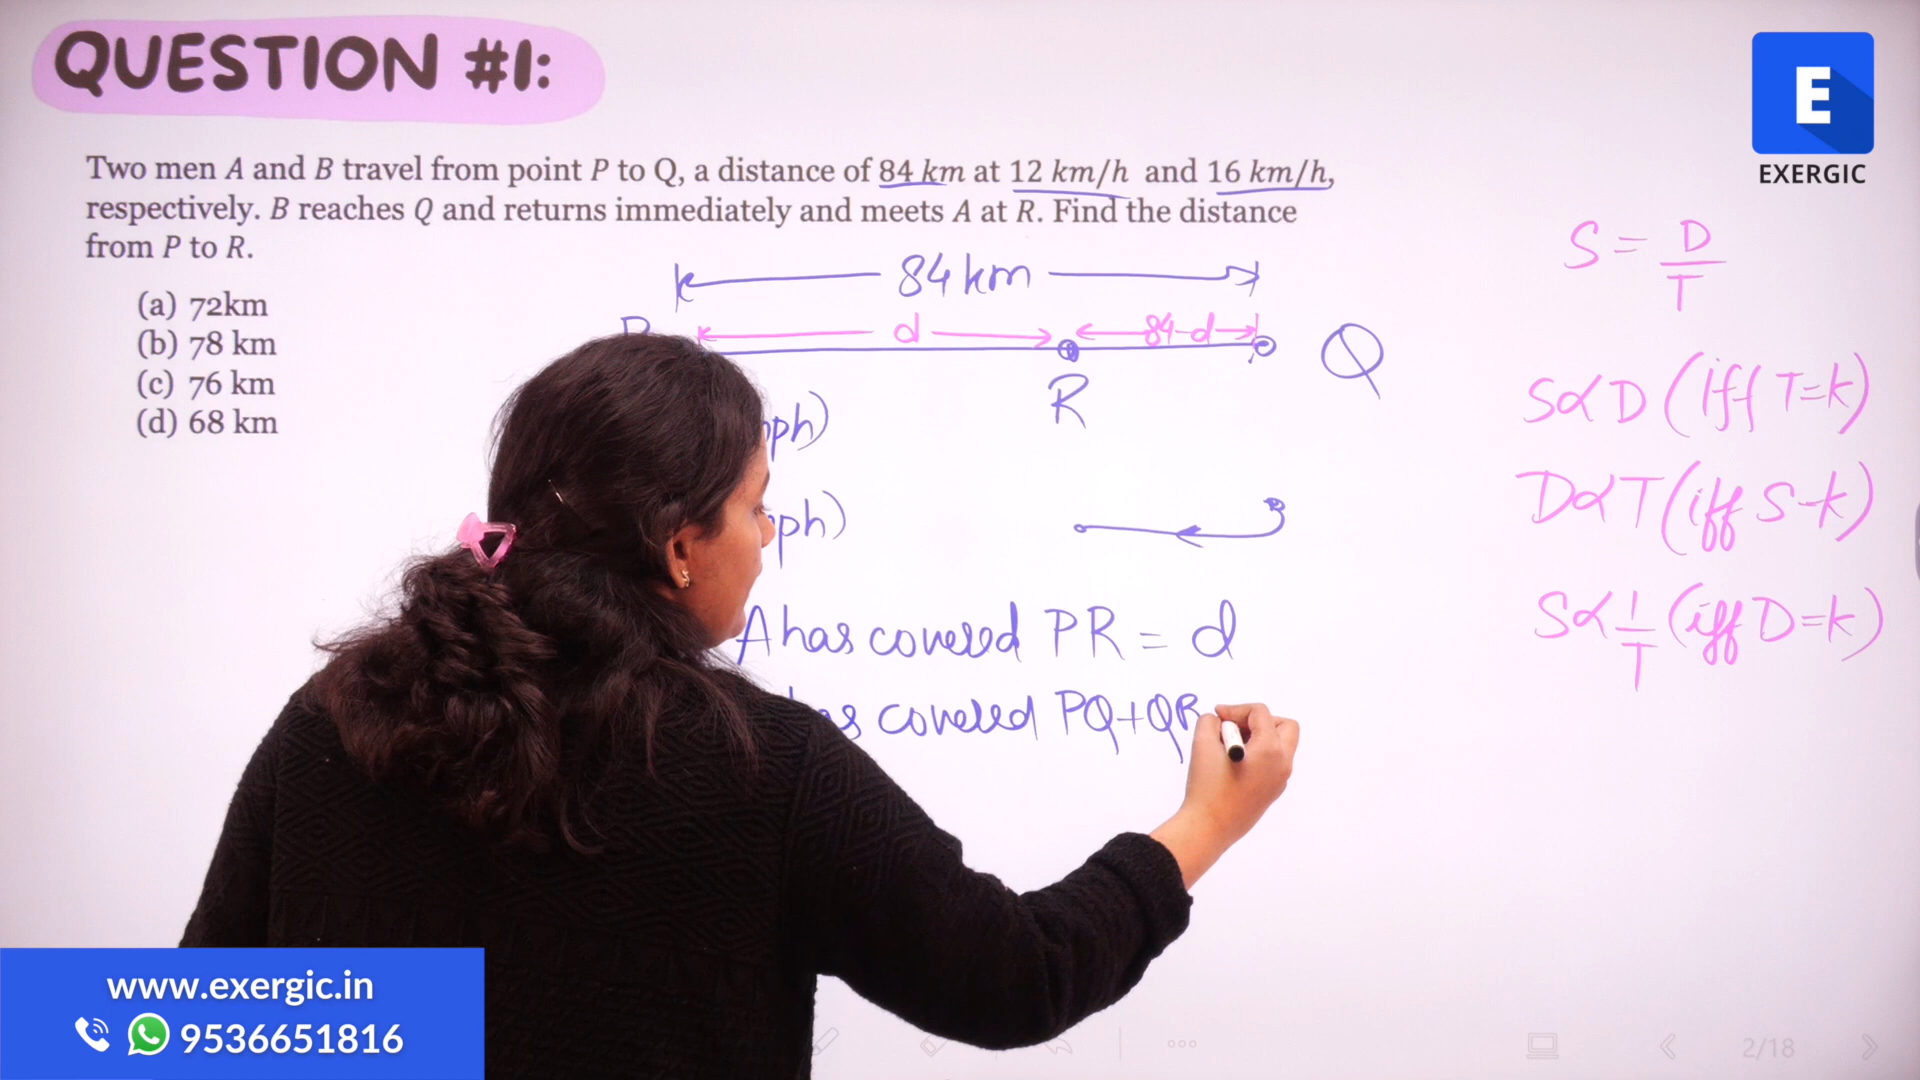 QUESTION #1:
E
EXERGIC
Two men A and B travel from point P to Q, a distance of 84 km at 12 km/h and 16 km/h,
respectively. B reaches Q and returns immediately and meets A at R. Find the distance
from P to R.
(a) 72km
(b) 78 km
(c) 76 km
(d) 68 km
84 km
d 84-d
Q
R
ph)
ph)
A has covered PR = d
covered PQ+QR
S = D/T
S∝D (iff T=k)
D∝T (iff S-k)
S∝1/T (iff D=k)
www.exergic.in
9536651816
2/18